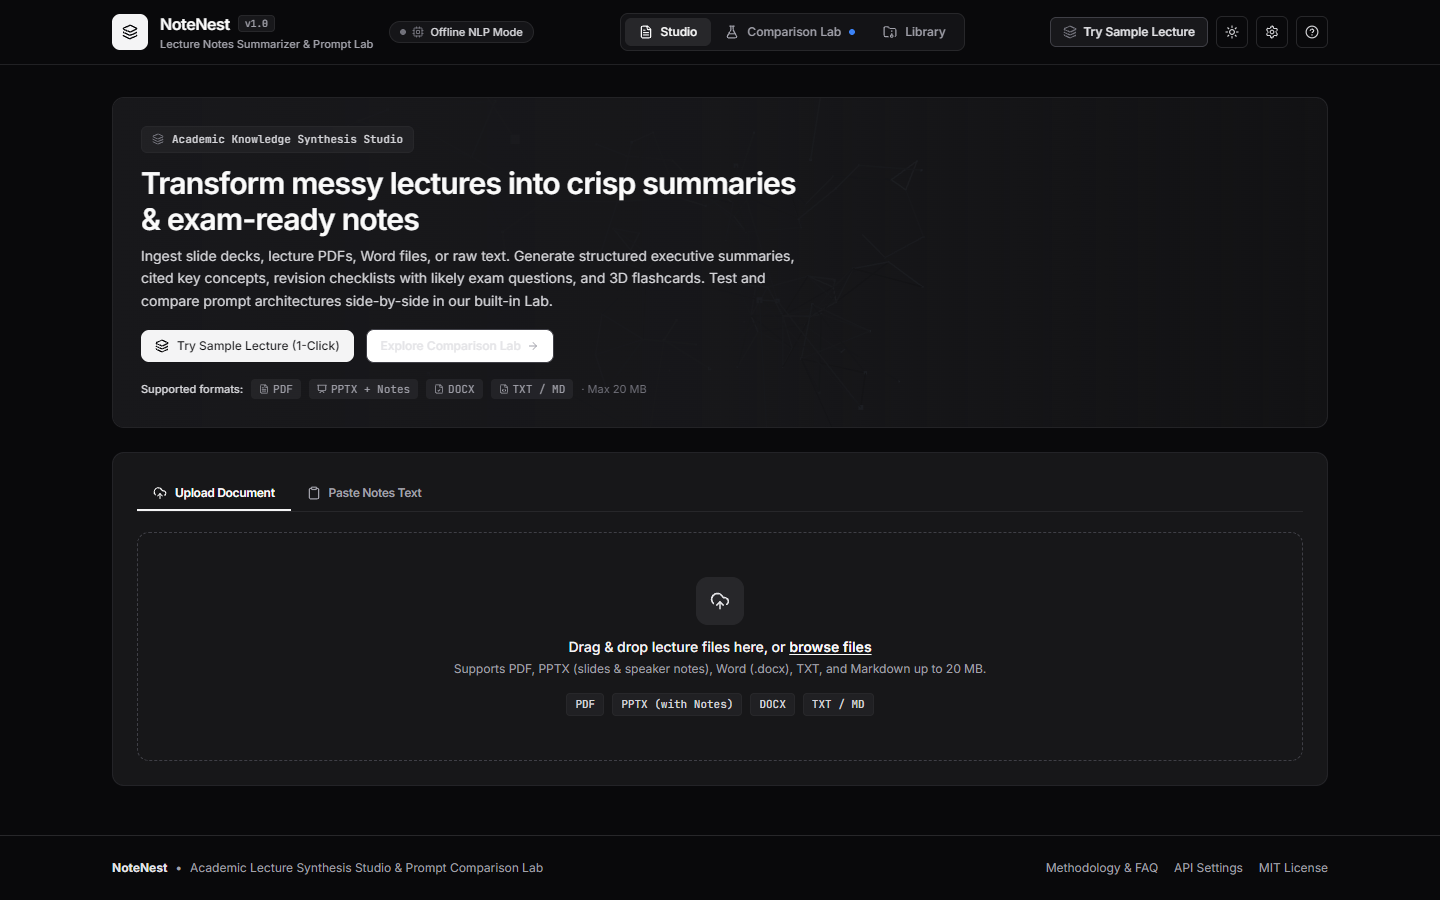 NoteNest v1.0
Lecture Notes Summarizer & Prompt Lab
Offline NLP Mode
Studio
Comparison Lab
Library
Try Sample Lecture
Academic Knowledge Synthesis Studio
Transform messy lectures into crisp summaries
& exam-ready notes
Ingest slide decks, lecture PDFs, Word files, or raw text. Generate structured executive summaries,
cited key concepts, revision checklists with likely exam questions, and 3D flashcards. Test and
compare prompt architectures side-by-side in our built-in Lab.
Try Sample Lecture (1-Click)
Explore Comparison Lab →
Supported formats: PDF PPTX + Notes DOCX TXT / MD · Max 20 MB
Upload Document
Paste Notes Text
Drag & drop lecture files here, or browse files
Supports PDF, PPTX (slides & speaker notes), Word (.docx), TXT, and Markdown up to 20 MB.
PDF PPTX (with Notes) DOCX TXT / MD
NoteNest • Academic Lecture Synthesis Studio & Prompt Comparison Lab
Methodology & FAQ API Settings MIT License